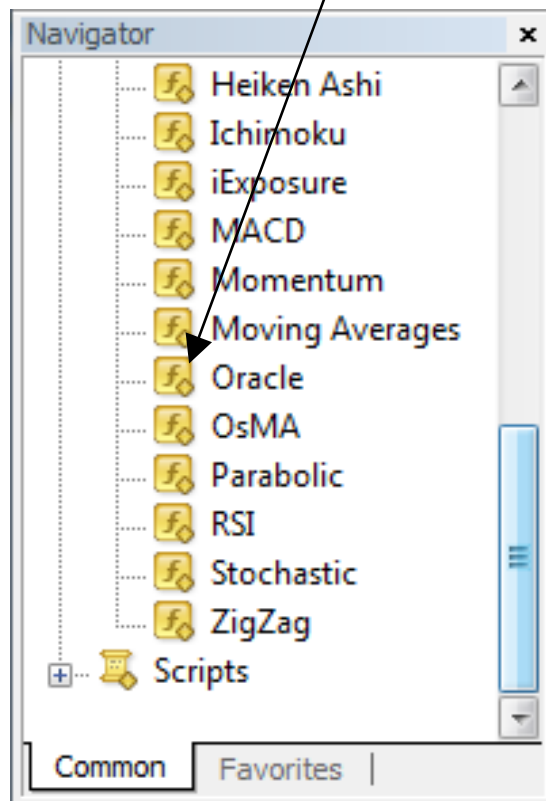 Navigator
Heiken Ashi
Ichimoku
iExposure
MACD
Momentum
Moving Averages
Oracle
OsMA
Parabolic
RSI
Stochastic
ZigZag
Scripts
Common Favorites